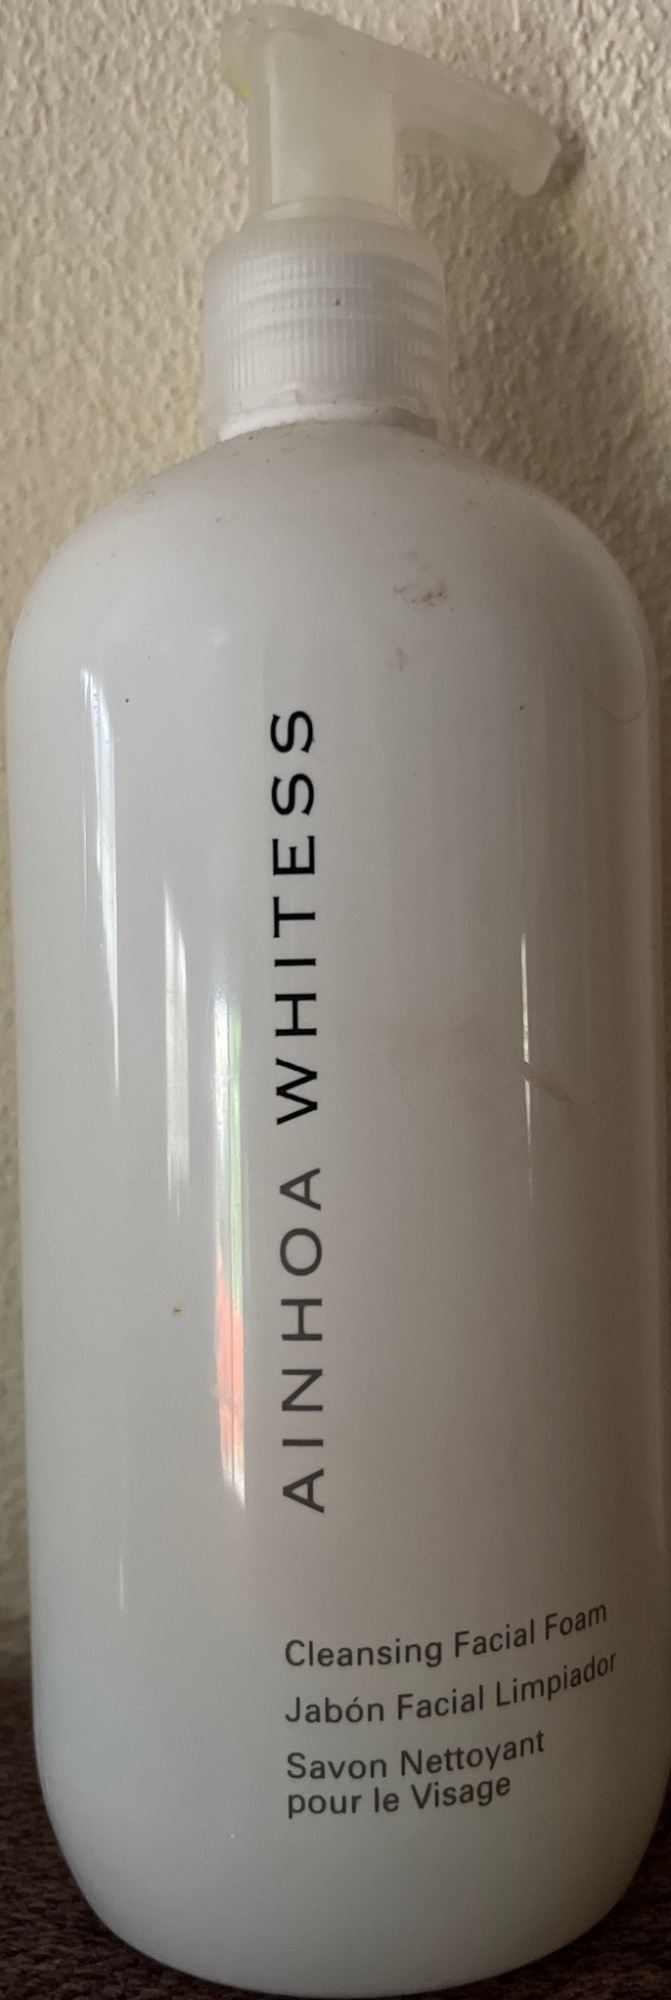 AINHOA WHITESS
Cleansing Facial Foam
Jabón Facial Limpiador
Savon Nettoyant
pour le Visage